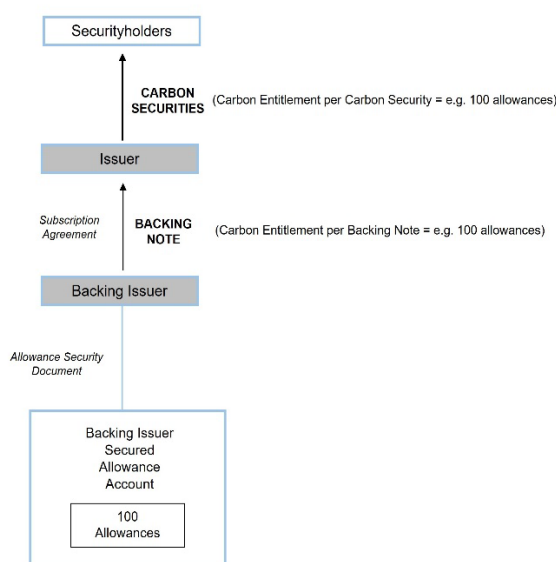 Securityholders
CARBON
SECURITIES
(Carbon Entitlement per Carbon Security = e.g. 100 allowances)
Issuer
Subscription
Agreement
BACKING
NOTE
(Carbon Entitlement per Backing Note = e.g. 100 allowances)
Backing Issuer
Allowance Security
Document
Backing Issuer
Secured
Allowance
Account
100
Allowances